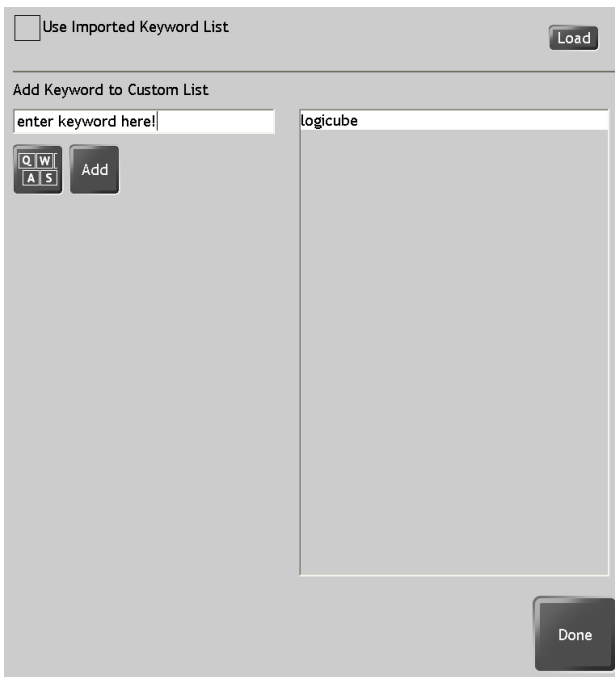 Use Imported Keyword List
Load
Add Keyword to Custom List
enter keyword here!
logicube
Q W
A S
Add
Done